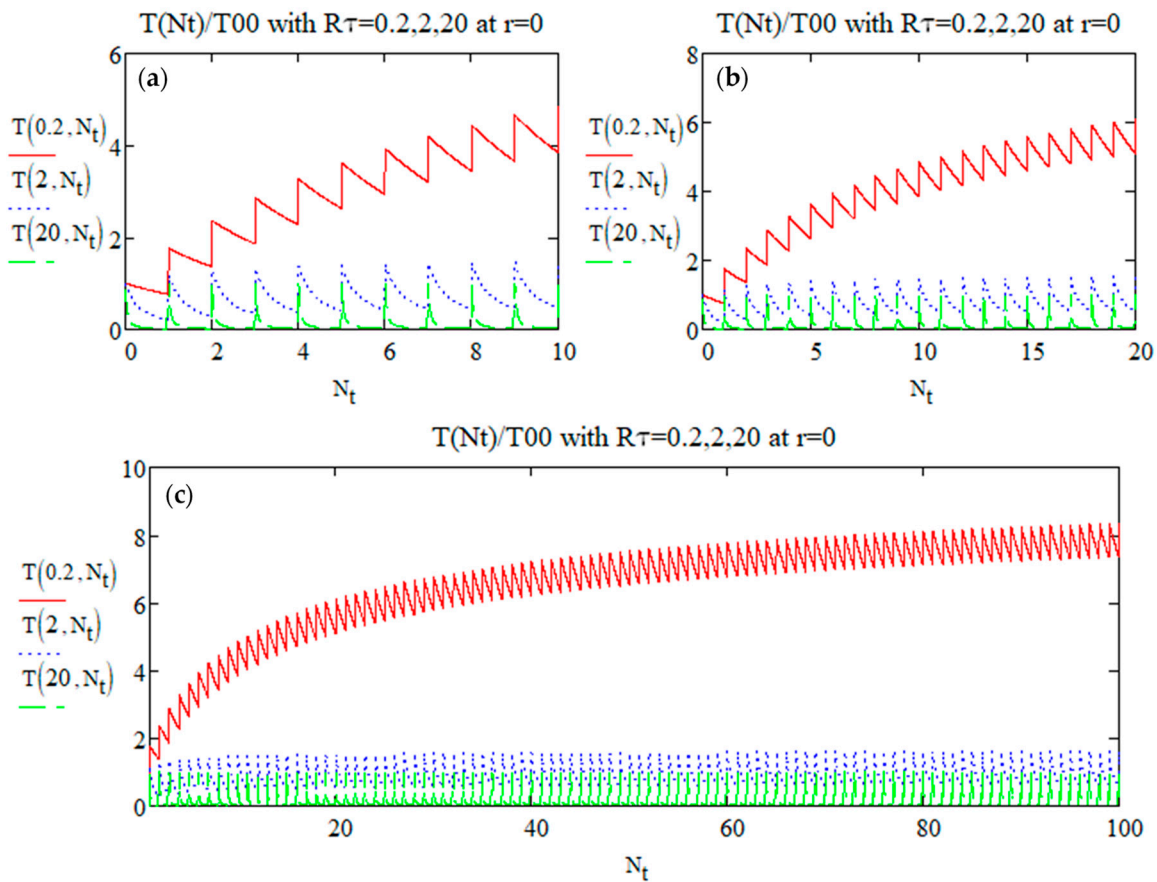 T(Nt)/T00 with Rτ=0.2,2,20 at r=0
(a)
6
4
2
0
T(0.2,Nt)
T(2,Nt)
T(20,Nt)
0 2 4 6 8 10
Nt
T(Nt)/T00 with Rτ=0.2,2,20 at r=0
(b)
8
6
4
2
0
T(0.2,Nt)
T(2,Nt)
T(20,Nt)
0 5 10 15 20
Nt
T(Nt)/T00 with Rτ=0.2,2,20 at r=0
(c)
10
8
6
4
2
0
T(0.2,Nt)
T(2,Nt)
T(20,Nt)
20 40 60 80 100
Nt